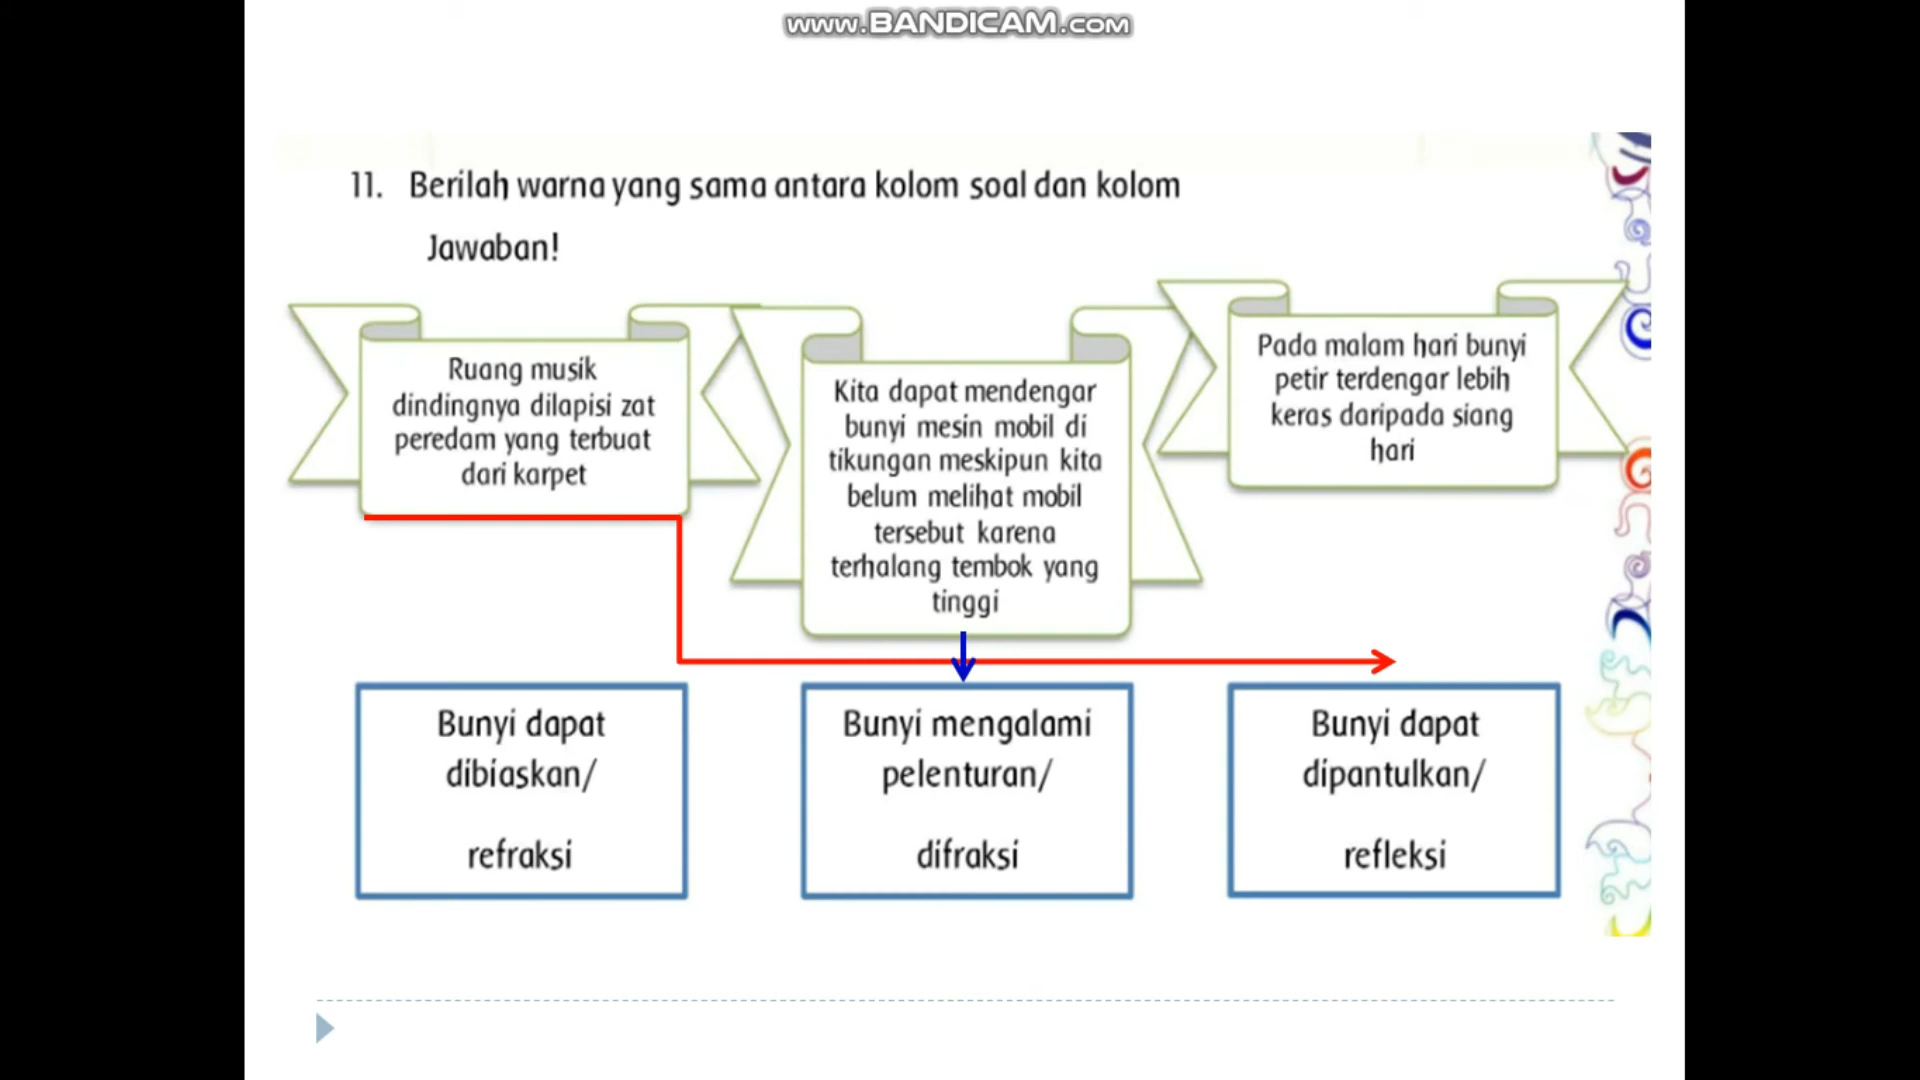 www.BANDICAM.com
11. Berilah warna yang sama antara kolom soal dan kolom
Jawaban!
Ruang musik
dindingnya dilapisi zat
peredam yang terbuat
dari karpet
Kita dapat mendengar
bunyi mesin mobil di
tikungan meskipun kita
belum melihat mobil
tersebut karena
terhalang tembok yang
tinggi
Pada malam hari bunyi
petir terdengar lebih
keras daripada siang
hari
Bunyi dapat
dibiaskan/
refraksi
Bunyi mengalami
pelenturan/
difraksi
Bunyi dapat
dipantulkan/
refleksi